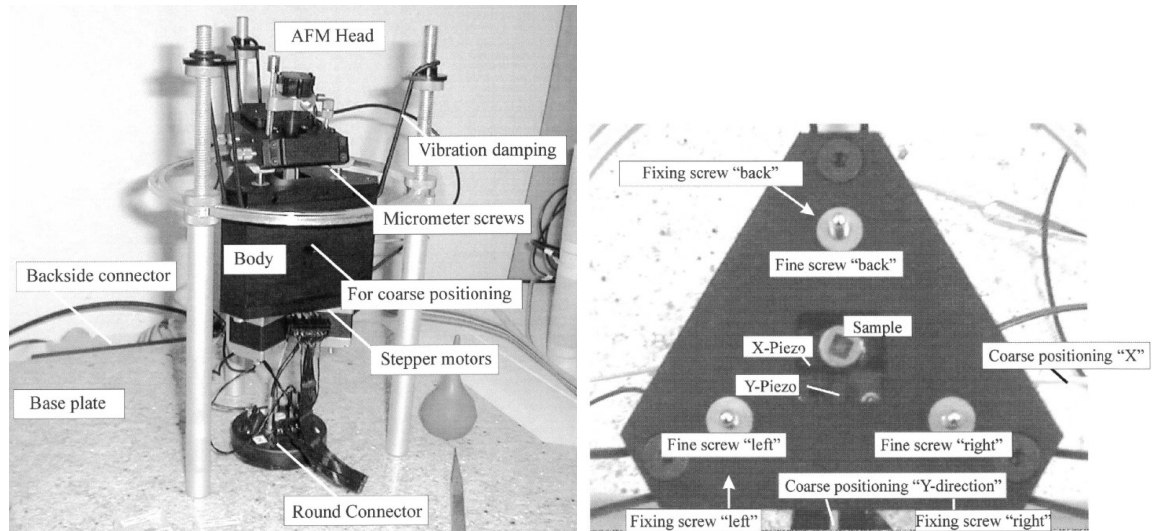 AFM Head
Vibration damping
Micrometer screws
Body
Backside connector
For coarse positioning
Stepper motors
Base plate
Round Connector
Fixing screw “back”
Fine screw “back”
Sample
X-Piezo
Coarse positioning “X”
Y-Piezo
Fine screw “left”
Fine screw “right”
Coarse positioning “Y-direction”
Fixing screw “left”
Fixing screw “right”